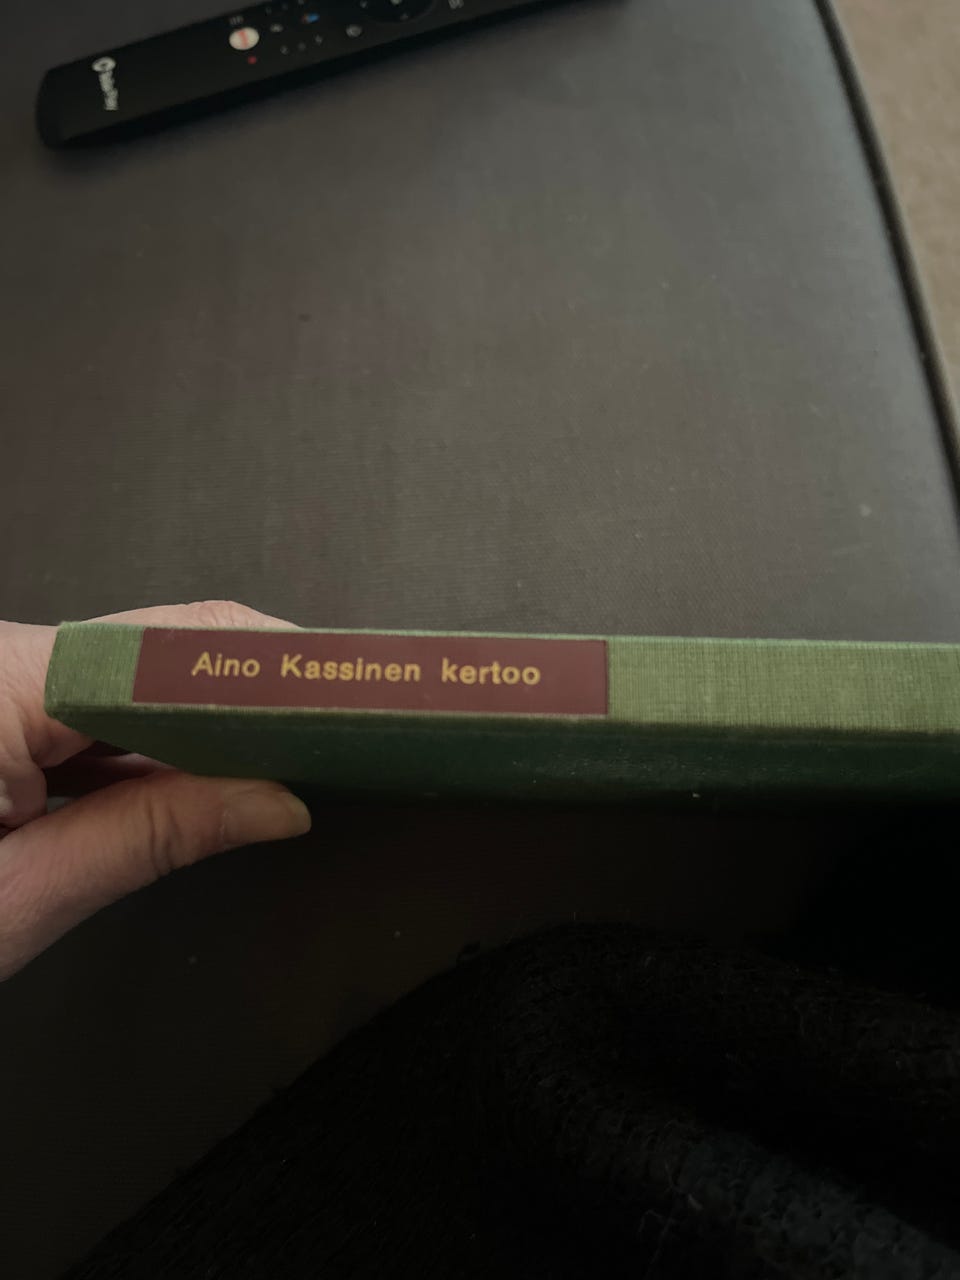 Aino Kassinen kertoo